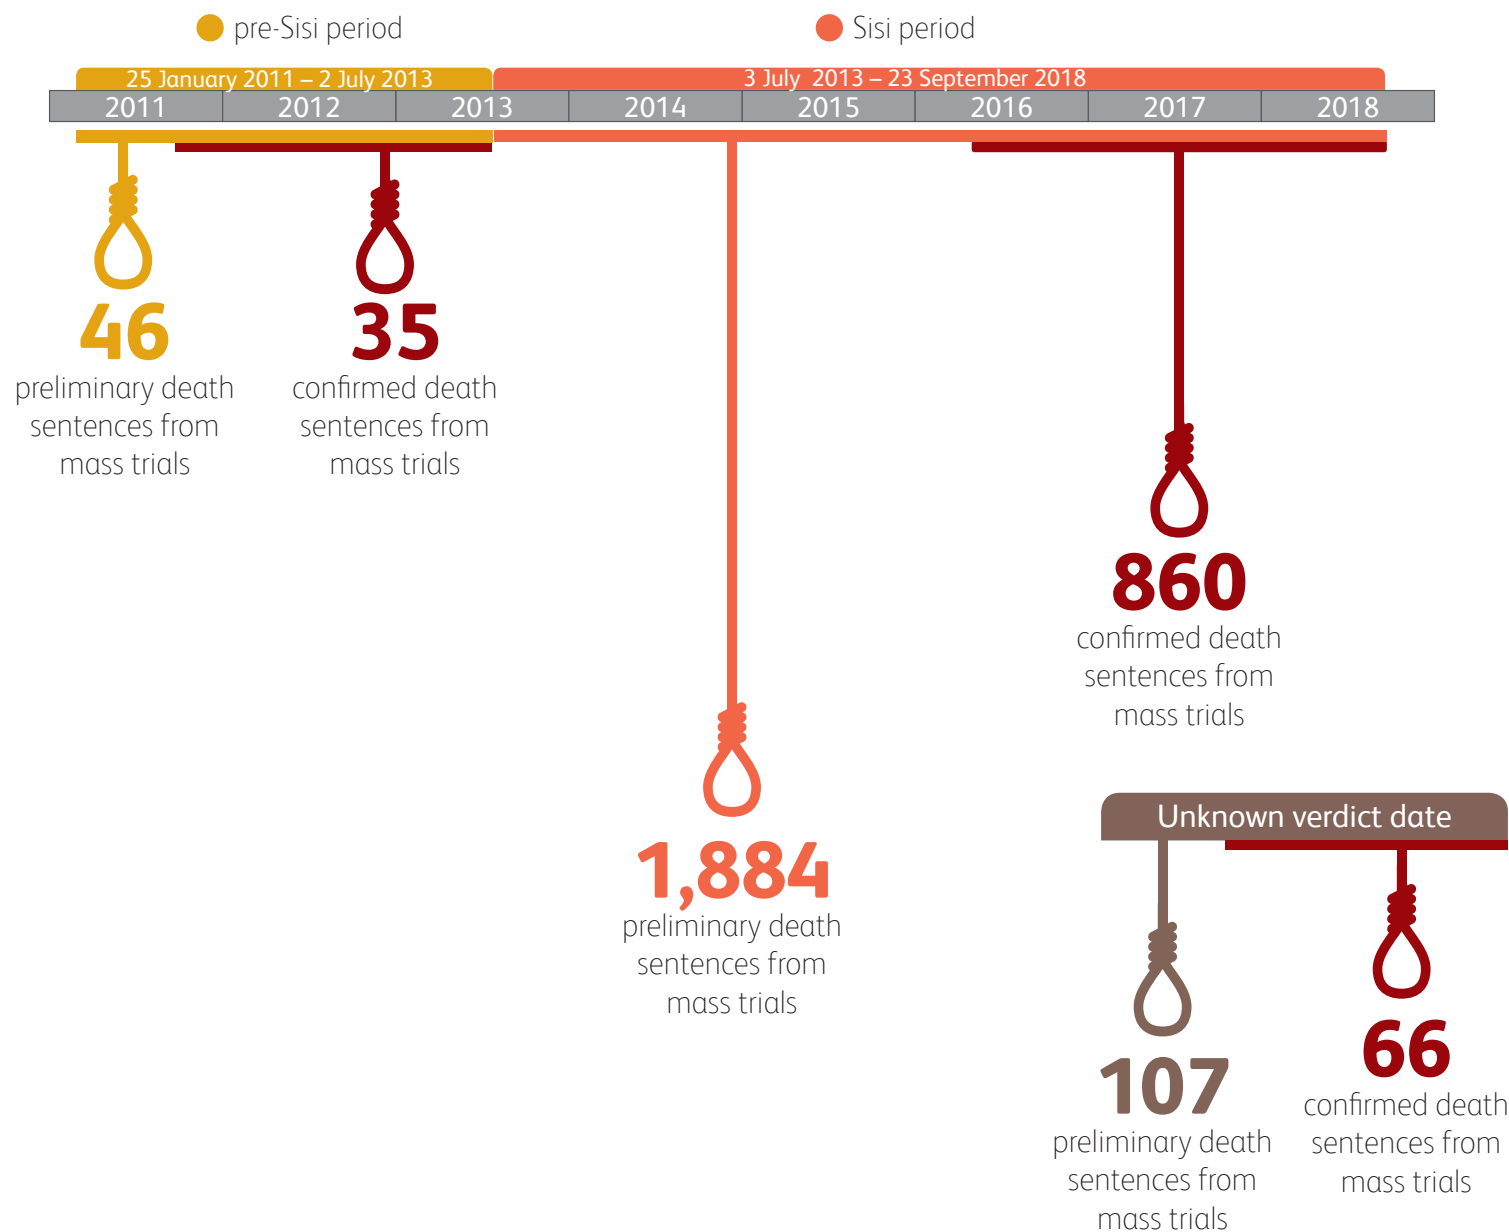 pre-Sisi period
Sisi period
25 January 2011 – 2 July 2013
3 July 2013 – 23 September 2018
2011
2012
2013
2014
2015
2016
2017
2018
46
preliminary death
sentences from
mass trials
35
confirmed death
sentences from
mass trials
860
confirmed death
sentences from
mass trials
1,884
preliminary death
sentences from
mass trials
Unknown verdict date
107
preliminary death
sentences from
mass trials
66
confirmed death
sentences from
mass trials